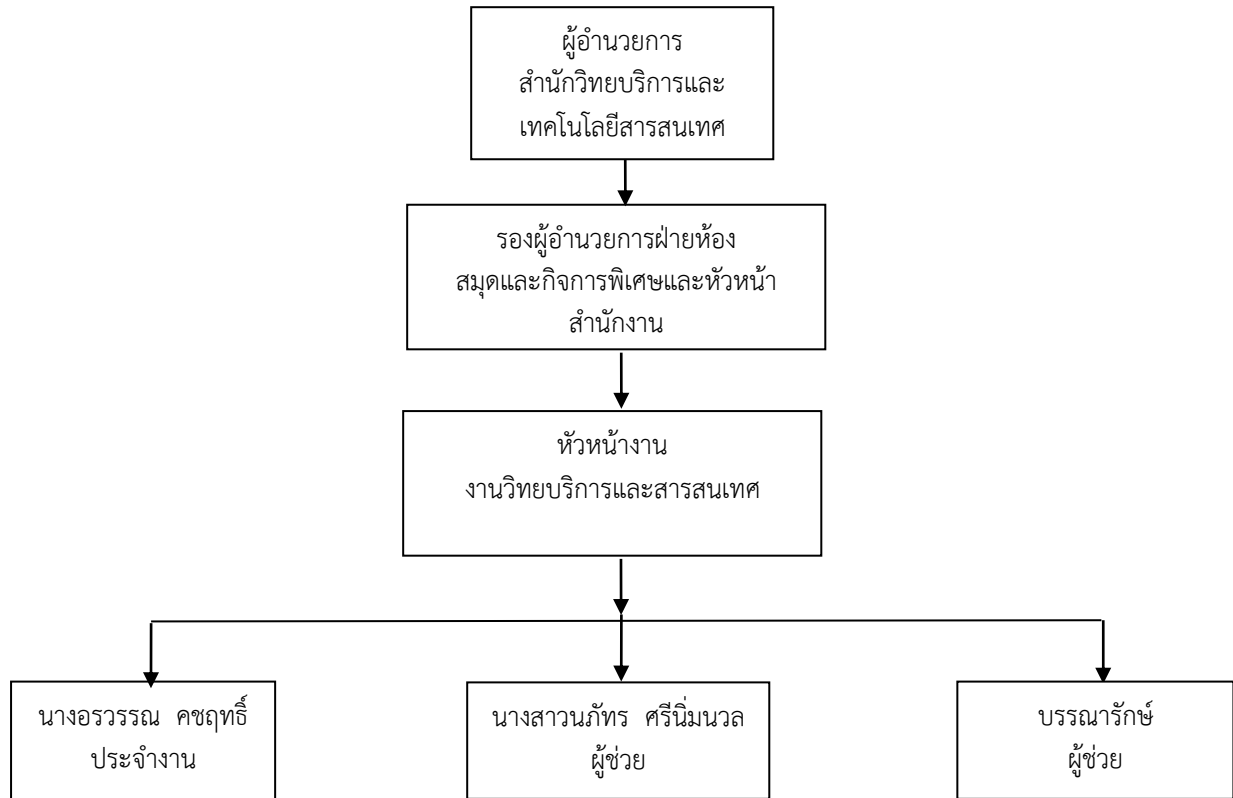 ผู้อำนวยการ
สำนักวิทยบริการและ
เทคโนโลยีสารสนเทศ
รองผู้อำนวยการฝ่ายห้อง
สมุดและกิจการพิเศษและหัวหน้า
สำนักงาน
หัวหน้างาน
งานวิทยบริการและสารสนเทศ
นางอรวรรณ คชฤทธิ์
ประจำงาน
นางสาวนภัทร ศรีนิ่มนวล
ผู้ช่วย
บรรณารักษ์
ผู้ช่วย